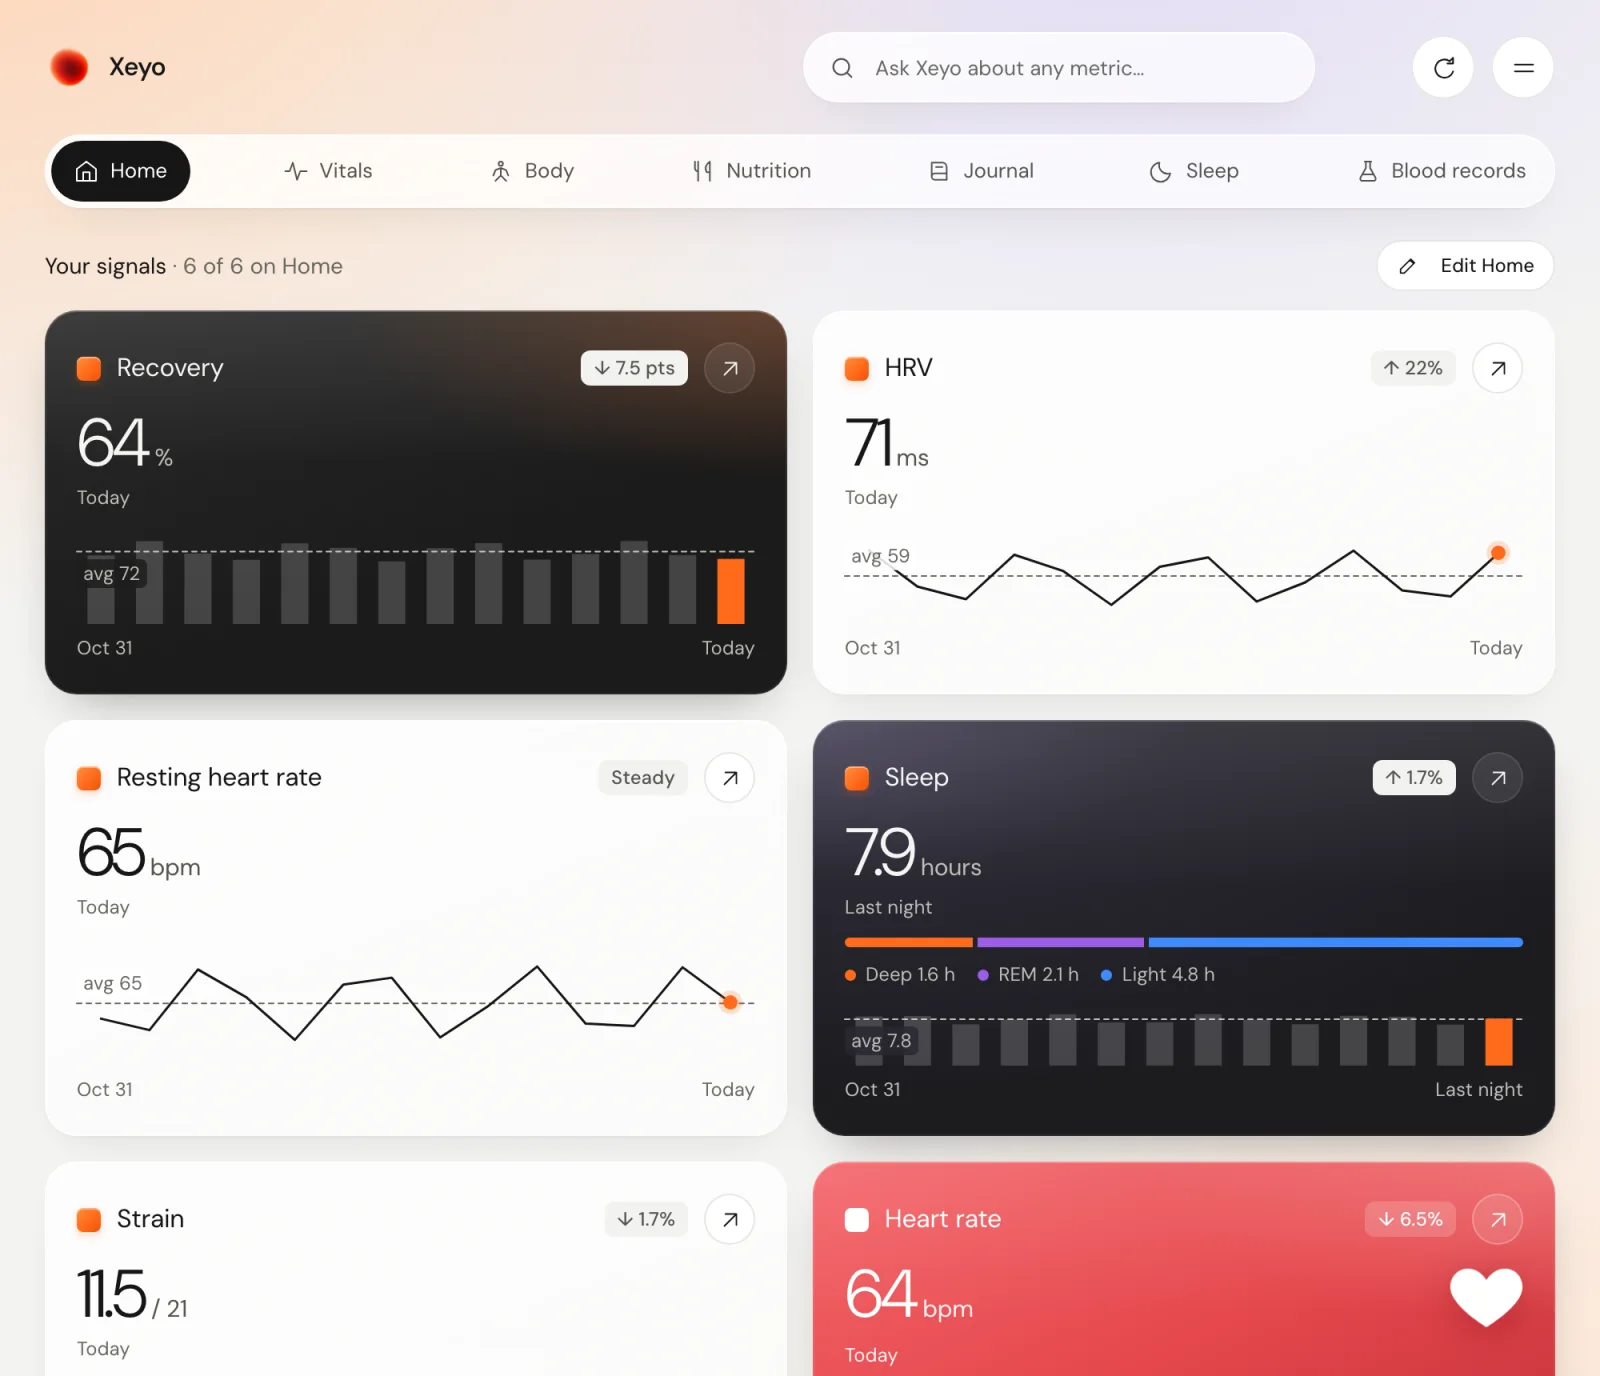 Xeyo
Ask Xeyo about any metric...
Home
Vitals
Body
Nutrition
Journal
Sleep
Blood records
Your signals · 6 of 6 on Home
Edit Home
Recovery
↓ 7.5 pts
64 %
Today
avg 72
Oct 31
Today
HRV
↑ 22%
71 ms
Today
avg 59
Oct 31
Today
Resting heart rate
Steady
65 bpm
Today
avg 65
Oct 31
Today
Sleep
↑ 1.7%
7.9 hours
Last night
Deep 1.6 h
REM 2.1 h
Light 4.8 h
avg 7.8
Oct 31
Last night
Strain
↓ 1.7%
11.5 / 21
Today
Heart rate
↓ 6.5%
64 bpm
Today